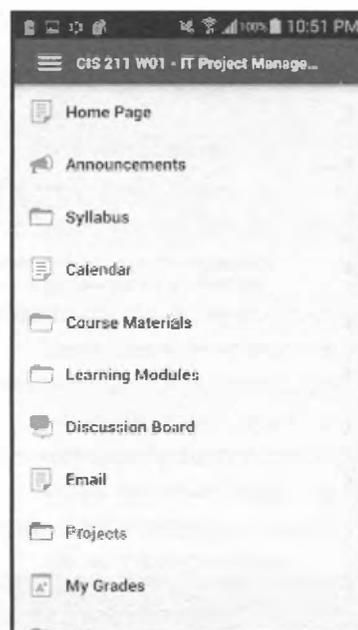 100% 10:51 PM
CIS 211 W01 - IT Project Manage...
Home Page
Announcements
Syllabus
Calendar
Course Materials
Learning Modules
Discussion Board
Email
Projects
A+
My Grades